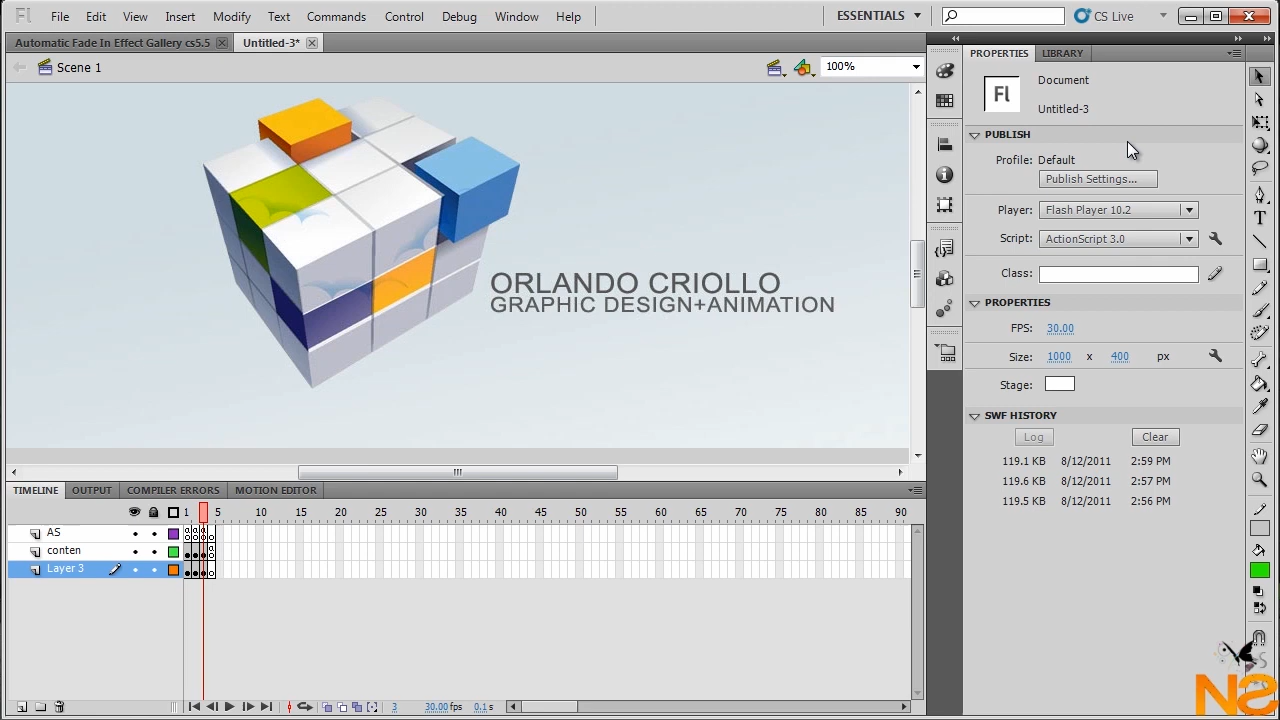 Fl File Edit View Insert Modify Text Commands Control Debug Window Help ESSENTIALS CS Live
Automatic Fade In Effect Gallery cs5.5 Untitled-3*
Scene 1 100%
ORLANDO CRIOLLO
GRAPHIC DESIGN+ANIMATION
PROPERTIES LIBRARY
Fl Document
Untitled-3
PUBLISH
Profile: Default
Publish Settings...
Player: Flash Player 10.2
Script: ActionScript 3.0
Class:
PROPERTIES
FPS: 30.00
Size: 1000 x 400 px
Stage:
SWF HISTORY
Log Clear
119.1 KB 8/12/2011 2:59 PM
119.6 KB 8/12/2011 2:57 PM
119.5 KB 8/12/2011 2:56 PM
TIMELINE OUTPUT COMPILER ERRORS MOTION EDITOR
1 5 10 15 20 25 30 35 40 45 50 55 60 65 70 75 80 85 90
AS
conten
Layer 3
3 30.00 fps 0.1 s
NS